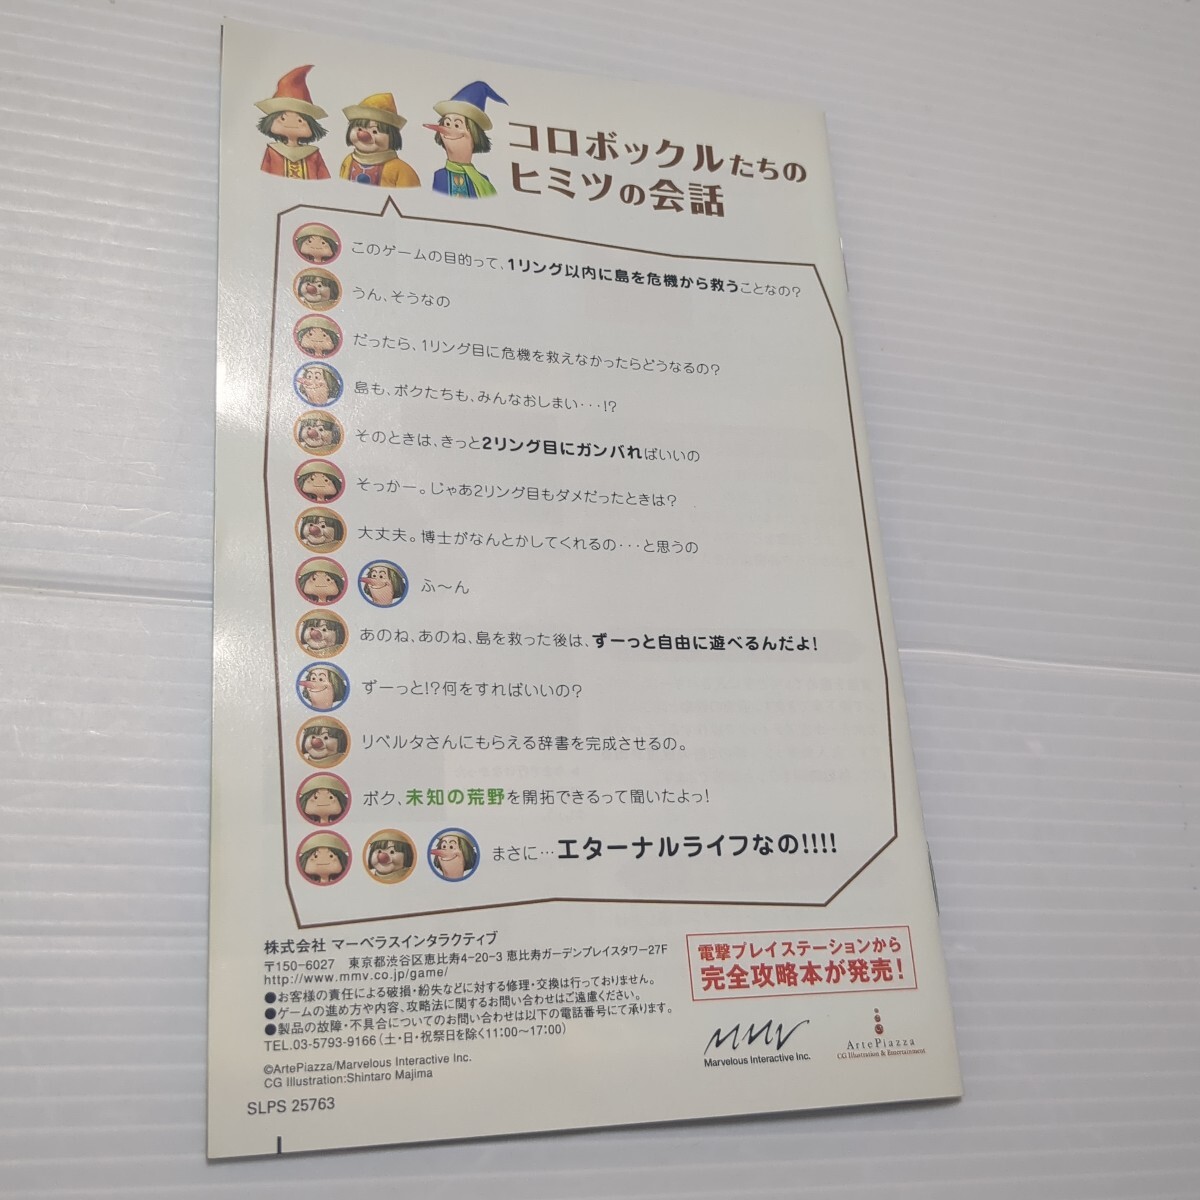 コロボックルたちの
ヒミツの会話
このゲームの目的って、1リング以内に島を危機から救うことなの?
うん、そうなの
だったら、1リング目に危機を救えなかったらどうなるの?
島も、ボクたちも、みんなおしまい・・・!?
そのときは、きっと2リング目にガンバればいいの
そっかー。じゃあ2リング目もダメだったときは?
大丈夫。博士がなんとかしてくれるの・・・と思うの
ふ〜ん
あのね、あのね、島を救った後は、ずーっと自由に遊べるんだよ!
ずーっと!?何をすればいいの?
リベルタさんにもらえる辞書を完成させるの。
ボク、未知の荒野を開拓できるって聞いたよっ!
まさに…エターナルライフなの!!!!
株式会社 マーベラスインタラクティブ
〒150-6027 東京都渋谷区恵比寿4-20-3 恵比寿ガーデンプレイスタワー27F
http://www.mmv.co.jp/game/
●お客様の責任による破損・紛失などに対する修理・交換は行っておりません。
●ゲームの進め方や内容、攻略法に関するお問い合わせはご遠慮ください。
●製品の故障・不具合についてのお問い合わせは以下の電話番号にて承ります。
TEL.03-5793-9166(土・日・祝祭日を除く11:00〜17:00)
©ArtePiazza/Marvelous Interactive Inc.
CG Illustration:Shintaro Majima
SLPS 25763
電撃プレイステーションから
完全攻略本が発売!
MMV
Marvelous Interactive Inc.
ArtePiazza
CG Illustration & Entertainment